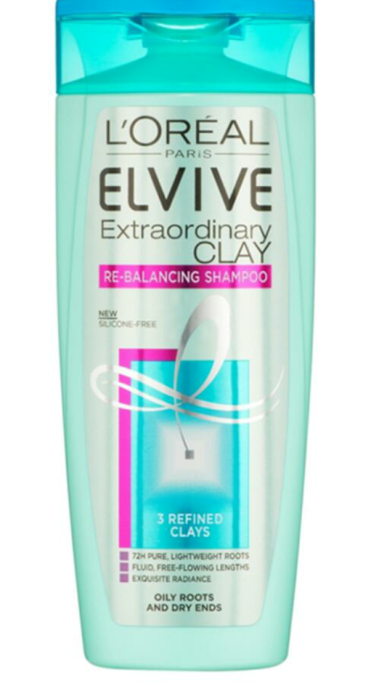 L'ORÉAL
PARIS
ELVIVE
Extraordinary
CLAY
RE-BALANCING SHAMPOO
NEW
SILICONE-FREE
3 REFINED
CLAYS
72H PURE, LIGHTWEIGHT ROOTS
FLUID, FREE-FLOWING LENGTHS
EXQUISITE RADIANCE
OILY ROOTS
AND DRY ENDS